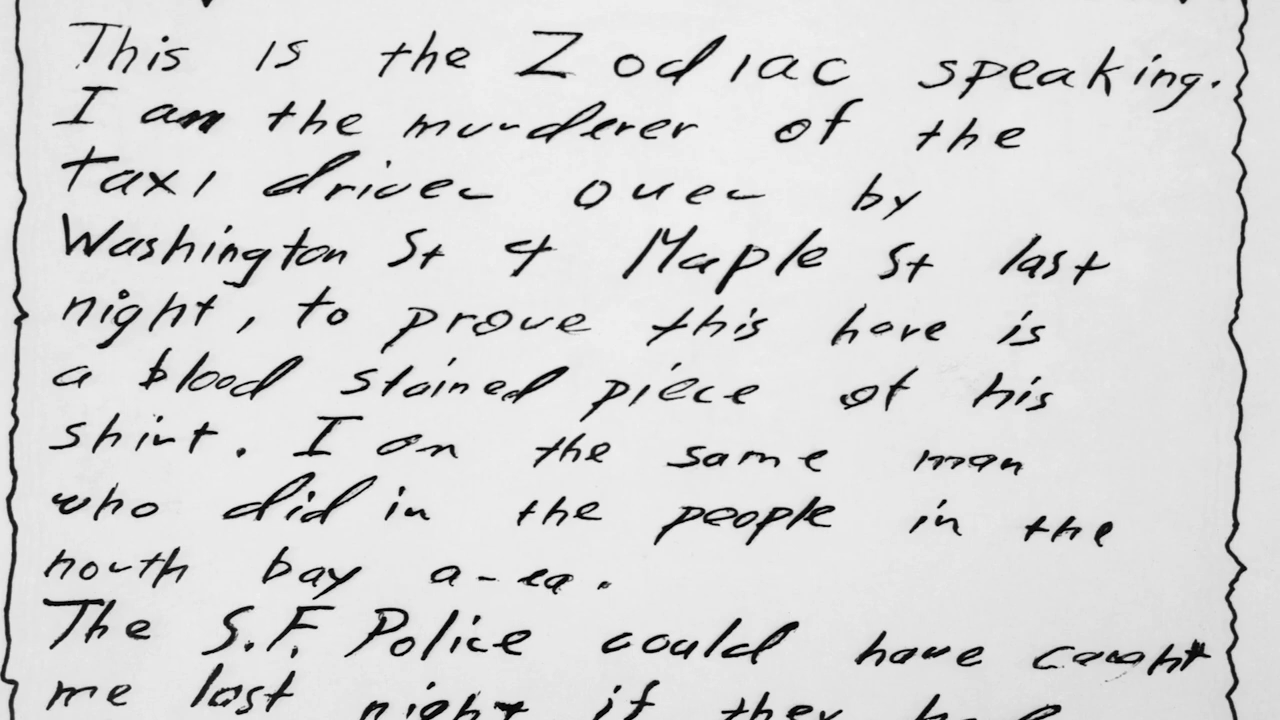 This is the Zodiac speaking.
I am the murderer of the
taxi driver over by
Washington St & Maple St last
night, to prove this here is
a blood stained piece of his
shirt. I am the same man
who did in the people in the
north bay area.
The S.F. Police could have caught
me last night if they had